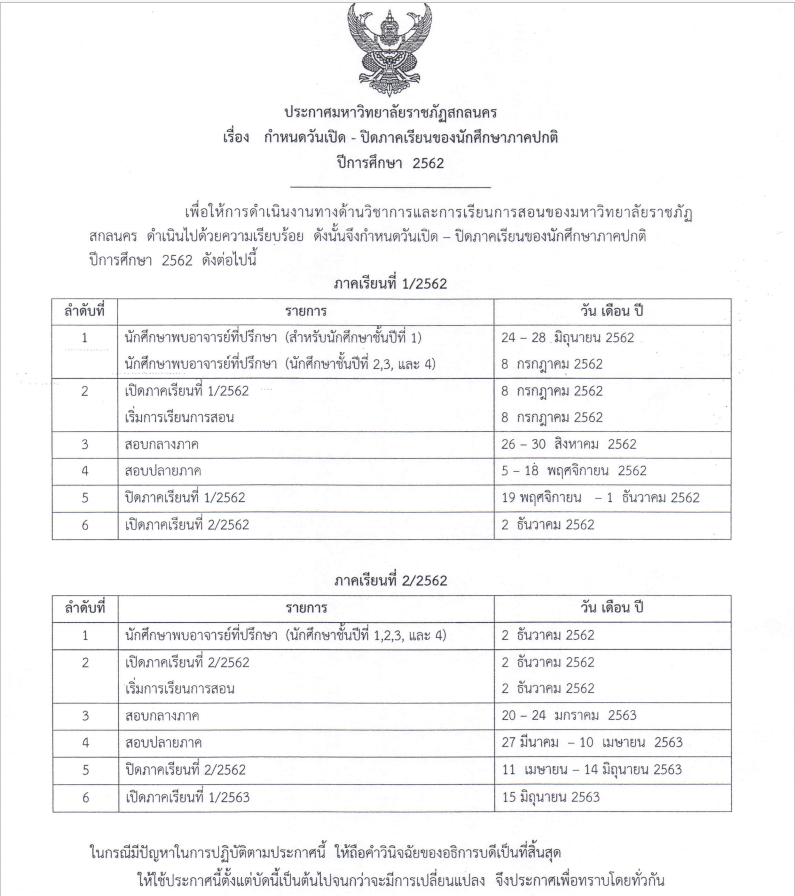 ประกาศมหาวิทยาลัยราชภัฏสกลนคร
เรื่อง กำหนดวันเปิด - ปิดภาคเรียนของนักศึกษาภาคปกติ
ปีการศึกษา 2562
เพื่อให้การดำเนินงานทางด้านวิชาการและการเรียนการสอนของมหาวิทยาลัยราชภัฏ
สกลนคร ดำเนินไปด้วยความเรียบร้อย ดังนั้นจึงกำหนดวันเปิด – ปิดภาคเรียนของนักศึกษาภาคปกติ
ปีการศึกษา 2562 ดังต่อไปนี้
ภาคเรียนที่ 1/2562
ลำดับที่ รายการ วัน เดือน ปี
1 นักศึกษาพบอาจารย์ที่ปรึกษา (สำหรับนักศึกษาชั้นปีที่ 1) 24 – 28 มิถุนายน 2562
นักศึกษาพบอาจารย์ที่ปรึกษา (นักศึกษาชั้นปีที่ 2,3, และ 4) 8 กรกฎาคม 2562
2 เปิดภาคเรียนที่ 1/2562 8 กรกฎาคม 2562
เริ่มการเรียนการสอน 8 กรกฎาคม 2562
3 สอบกลางภาค 26 – 30 สิงหาคม 2562
4 สอบปลายภาค 5 – 18 พฤศจิกายน 2562
5 ปิดภาคเรียนที่ 1/2562 19 พฤศจิกายน – 1 ธันวาคม 2562
6 เปิดภาคเรียนที่ 2/2562 2 ธันวาคม 2562
ภาคเรียนที่ 2/2562
ลำดับที่ รายการ วัน เดือน ปี
1 นักศึกษาพบอาจารย์ที่ปรึกษา (นักศึกษาชั้นปีที่ 1,2,3, และ 4) 2 ธันวาคม 2562
2 เปิดภาคเรียนที่ 2/2562 2 ธันวาคม 2562
เริ่มการเรียนการสอน 2 ธันวาคม 2562
3 สอบกลางภาค 20 – 24 มกราคม 2563
4 สอบปลายภาค 27 มีนาคม – 10 เมษายน 2563
5 ปิดภาคเรียนที่ 2/2562 11 เมษายน – 14 มิถุนายน 2563
6 เปิดภาคเรียนที่ 1/2563 15 มิถุนายน 2563
ในกรณีมีปัญหาในการปฏิบัติตามประกาศนี้ ให้ถือคำวินิจฉัยของอธิการบดีเป็นที่สิ้นสุด
ให้ใช้ประกาศนี้ตั้งแต่บัดนี้เป็นต้นไปจนกว่าจะมีการเปลี่ยนแปลง จึงประกาศเพื่อทราบโดยทั่วกัน